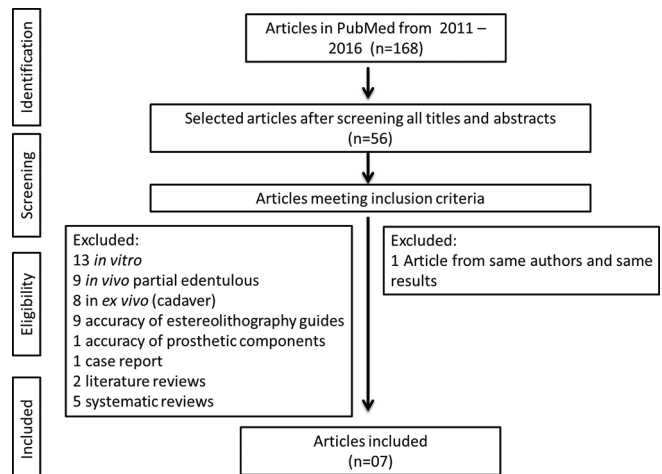 Identification
Articles in PubMed from 2011 –
2016 (n=168)
Selected articles after screening all titles and abstracts
(n=56)
Screening
Articles meeting inclusion criteria
Eligibility
Excluded:
13 in vitro
9 in vivo partial edentulous
8 in ex vivo (cadaver)
9 accuracy of estereolithography guides
1 accuracy of prosthetic components
1 case report
2 literature reviews
5 systematic reviews
Excluded:
1 Article from same authors and same
results
Included
Articles included
(n=07)